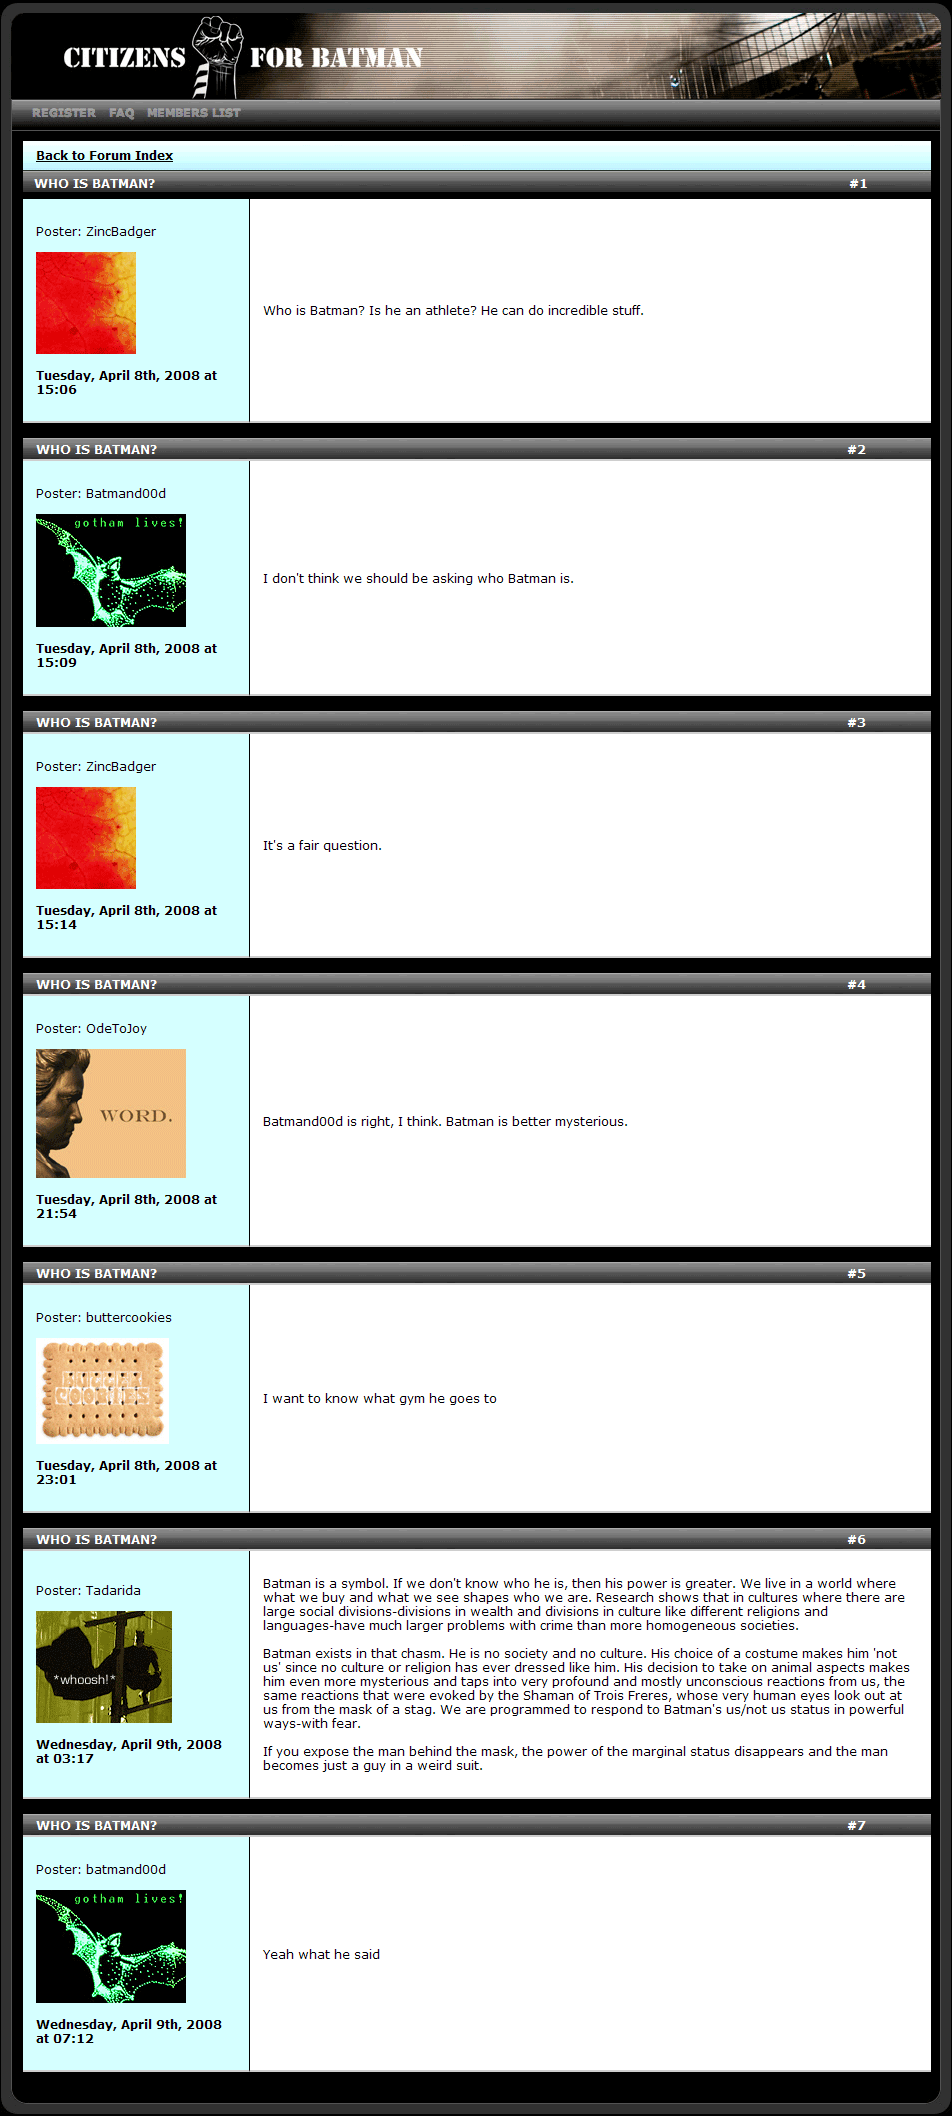 CITIZENS FOR BATMAN
REGISTER FAQ MEMBERS LIST
Back to Forum Index
WHO IS BATMAN? #1
Poster: ZincBadger
Tuesday, April 8th, 2008 at
15:06
Who is Batman? Is he an athlete? He can do incredible stuff.
WHO IS BATMAN? #2
Poster: Batmand00d
gotham lives!
Tuesday, April 8th, 2008 at
15:09
I don't think we should be asking who Batman is.
WHO IS BATMAN? #3
Poster: ZincBadger
Tuesday, April 8th, 2008 at
15:14
It's a fair question.
WHO IS BATMAN? #4
Poster: OdeToJoy
WORD.
Tuesday, April 8th, 2008 at
21:54
Batmand00d is right, I think. Batman is better mysterious.
WHO IS BATMAN? #5
Poster: buttercookies
BUTTER
COOKIES
Tuesday, April 8th, 2008 at
23:01
I want to know what gym he goes to
WHO IS BATMAN? #6
Poster: Tadarida
*whoosh!*
Wednesday, April 9th, 2008
at 03:17
Batman is a symbol. If we don't know who he is, then his power is greater. We live in a world where
what we buy and what we see shapes who we are. Research shows that in cultures where there are
large social divisions-divisions in wealth and divisions in culture like different religions and
languages-have much larger problems with crime than more homogeneous societies.
Batman exists in that chasm. He is no society and no culture. His choice of a costume makes him 'not
us' since no culture or religion has ever dressed like him. His decision to take on animal aspects makes
him even more mysterious and taps into very profound and mostly unconscious reactions from us, the
same reactions that were evoked by the Shaman of Trois Freres, whose very human eyes look out at
us from the mask of a stag. We are programmed to respond to Batman's us/not us status in powerful
ways-with fear.
If you expose the man behind the mask, the power of the marginal status disappears and the man
becomes just a guy in a weird suit.
WHO IS BATMAN? #7
Poster: batmand00d
gotham lives!
Wednesday, April 9th, 2008
at 07:12
Yeah what he said